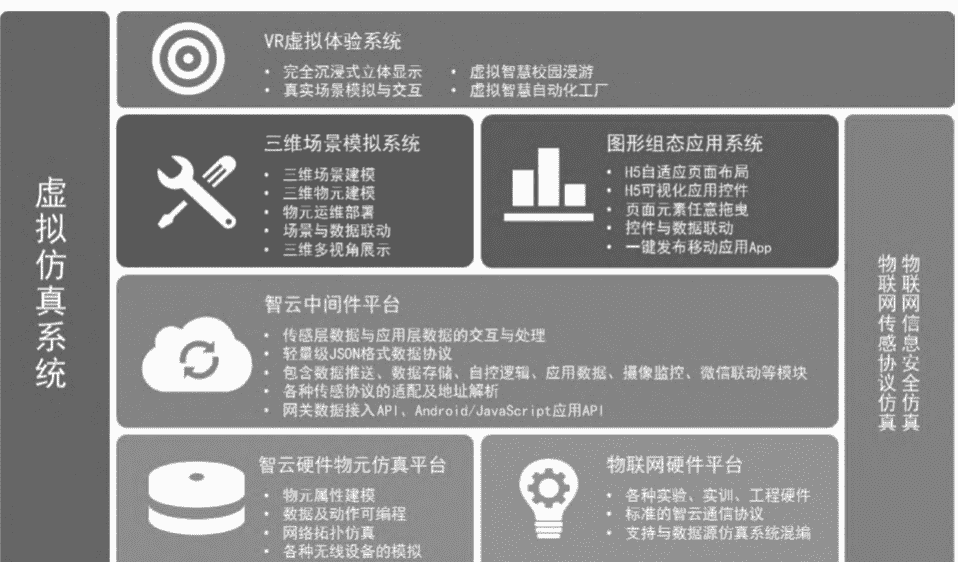 虚拟仿真系统
VR虚拟体验系统
• 完全沉浸式立体显示
• 真实场景模拟与交互
• 虚拟智慧校园漫游
• 虚拟智慧自动化工厂
三维场景模拟系统
• 三维场景建模
• 三维物元建模
• 物元运维部署
• 场景与数据联动
• 三维多视角展示
图形组态应用系统
• H5自适应页面布局
• H5可视化应用控件
• 页面元素任意拖曳
• 控件与数据联动
• 一键发布移动应用App
智云中间件平台
• 传感层数据与应用层数据的交互与处理
• 轻量级JSON格式数据协议
• 包含数据推送、数据存储、自控逻辑、应用数据、摄像监控、微信联动等模块
• 各种传感协议的适配及地址解析
• 网关数据接入API、Android/JavaScript应用API
智云硬件物元仿真平台
• 物元属性建模
• 数据及动作可编程
• 网络拓扑仿真
• 各种无线设备的模拟
物联网硬件平台
• 各种实验、实训、工程硬件
• 标准的智云通信协议
• 支持与数据源仿真系统混编
物联网信息安全仿真
物联网传感协议仿真